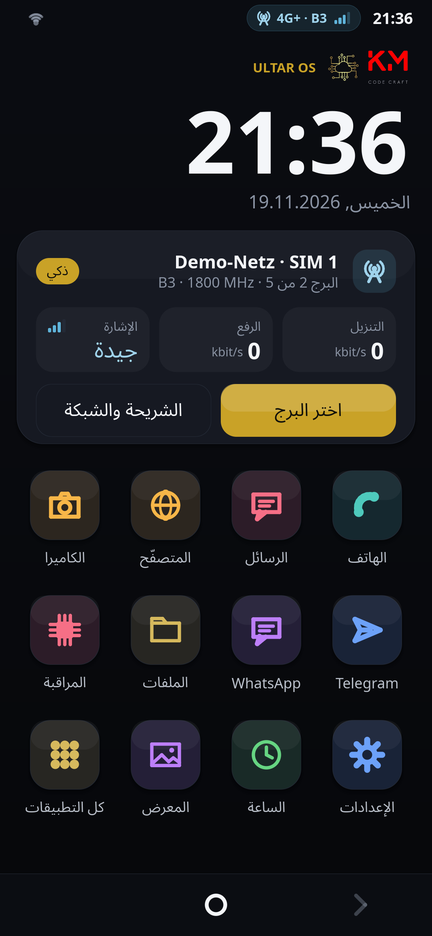 21:36
4G+ · B3
KM
CODE CRAFT
ULTAR OS
21:36
الخميس, 19.11.2026
Demo-Netz · SIM 1
ذكي
البرج 2 من 5 · B3 · 1800 MHz
التنزيل
0 kbit/s
الرفع
0 kbit/s
الإشارة
جيدة
اختر البرج
الشريحة والشبكة
الهاتف
الرسائل
المتصفّح
الكاميرا
Telegram
WhatsApp
الملفات
المراقبة
الإعدادات
الساعة
المعرض
كل التطبيقات